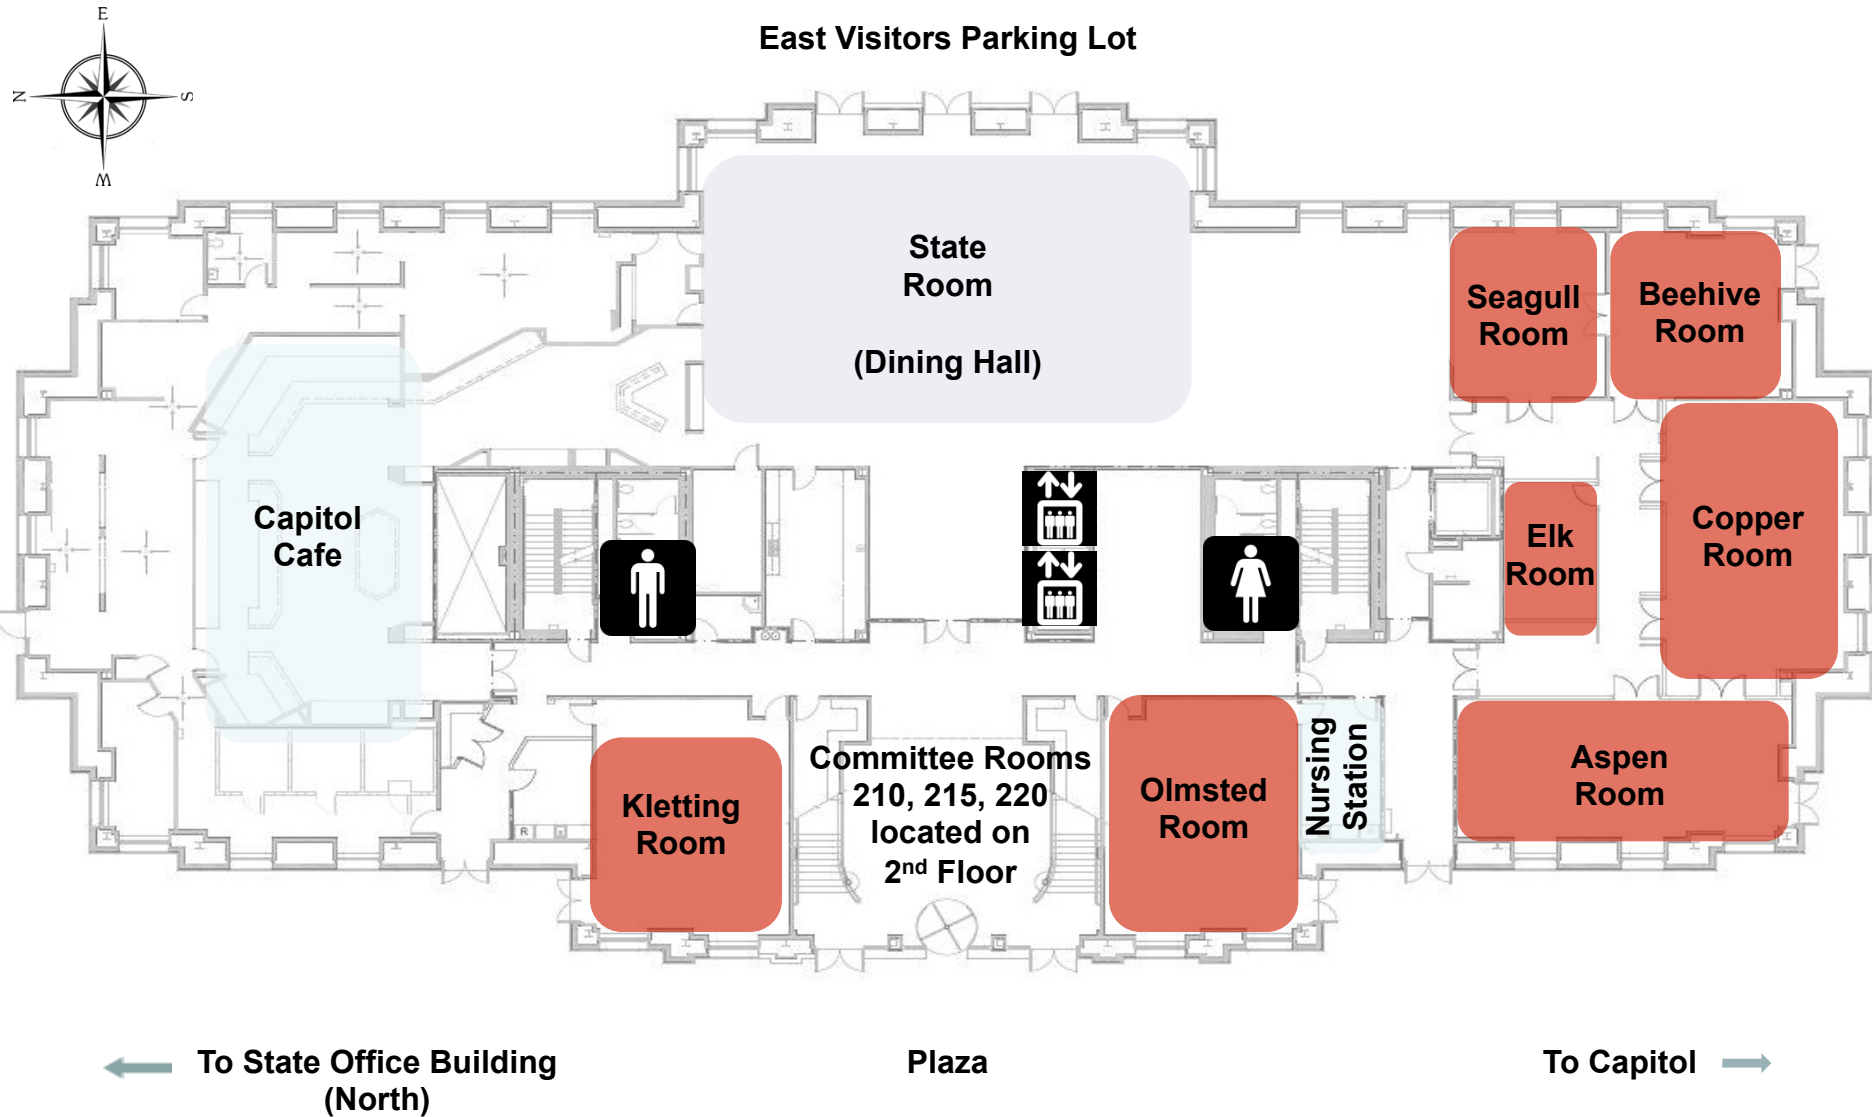 E
N
S
W
East Visitors Parking Lot
State
Room
(Dining Hall)
Seagull
Room
Beehive
Room
Capitol
Cafe
Elk
Room
Copper
Room
Committee Rooms
210, 215, 220
located on
2nd Floor
Kletting
Room
Olmsted
Room
Nursing
Station
Aspen
Room
R
To State Office Building
(North)
Plaza
To Capitol